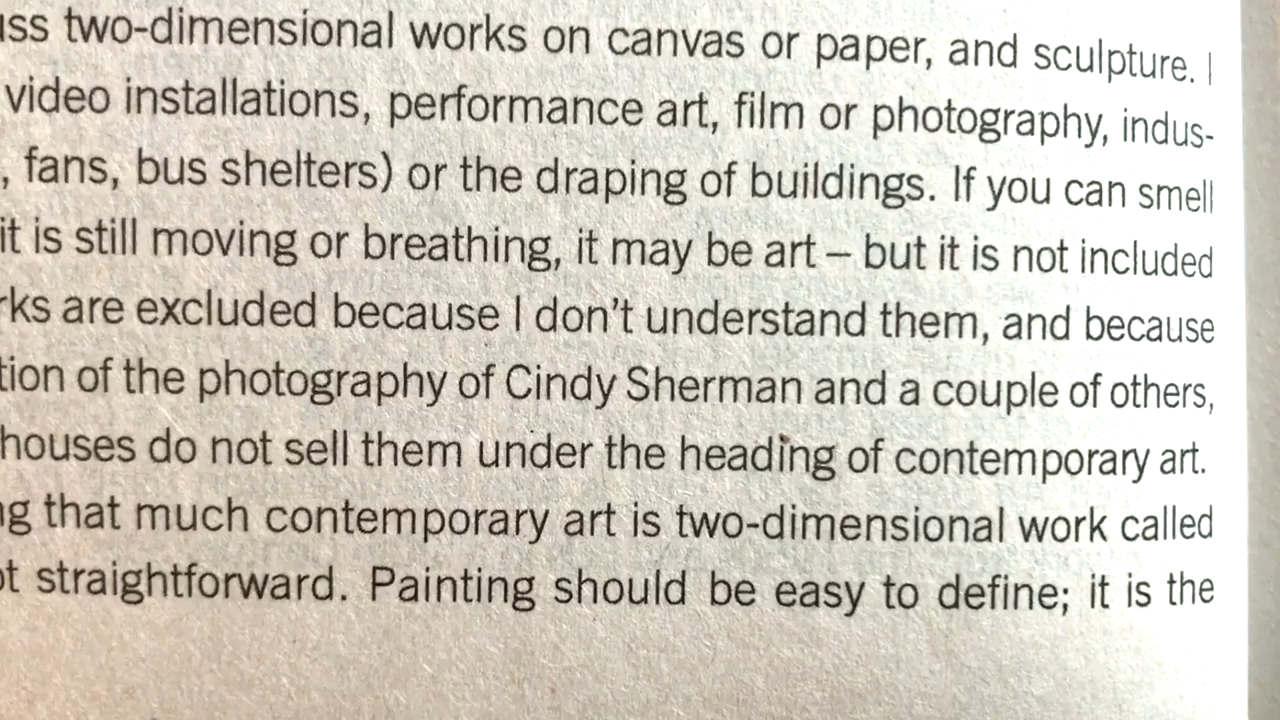 two-dimensional works on canvas or paper, and sculpture. I
video installations, performance art, film or photography, indus-
, fans, bus shelters) or the draping of buildings. If you can smell
it is still moving or breathing, it may be art – but it is not included
are excluded because I don't understand them, and because
of the photography of Cindy Sherman and a couple of others,
houses do not sell them under the heading of contemporary art.
that much contemporary art is two-dimensional work called
straightforward. Painting should be easy to define; it is the